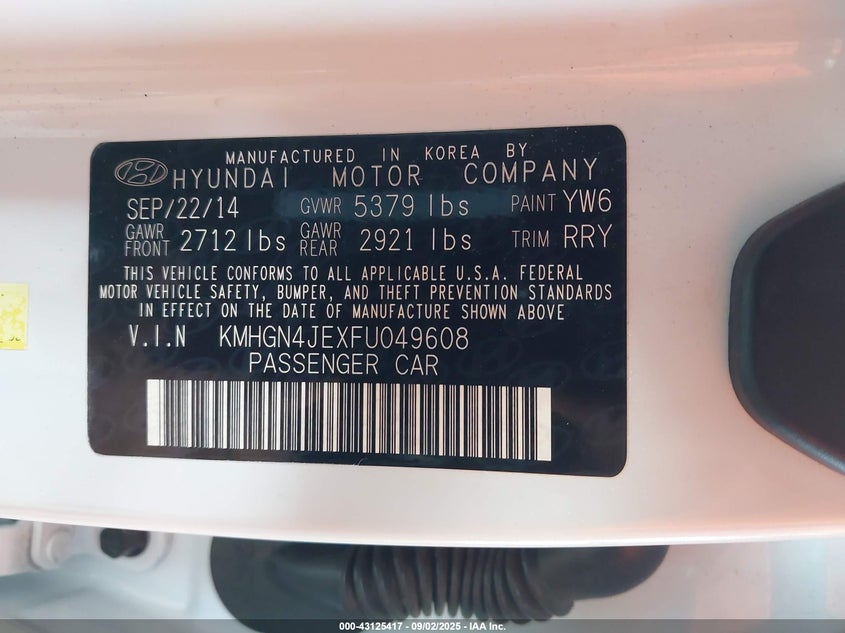 MANUFACTURED IN KOREA BY
HYUNDAI MOTOR COMPANY
SEP/22/14 GVWR 5379 lbs PAINT YW6
GAWR FRONT 2712 lbs GAWR REAR 2921 lbs TRIM RRY
THIS VEHICLE CONFORMS TO ALL APPLICABLE U.S.A. FEDERAL
MOTOR VEHICLE SAFETY, BUMPER, AND THEFT PREVENTION STANDARDS
IN EFFECT ON THE DATE OF MANUFACTURE SHOWN ABOVE
V.I.N KMHGN4JEXFU049608
PASSENGER CAR
000-43125417 - 09/02/2025 - IAA Inc.